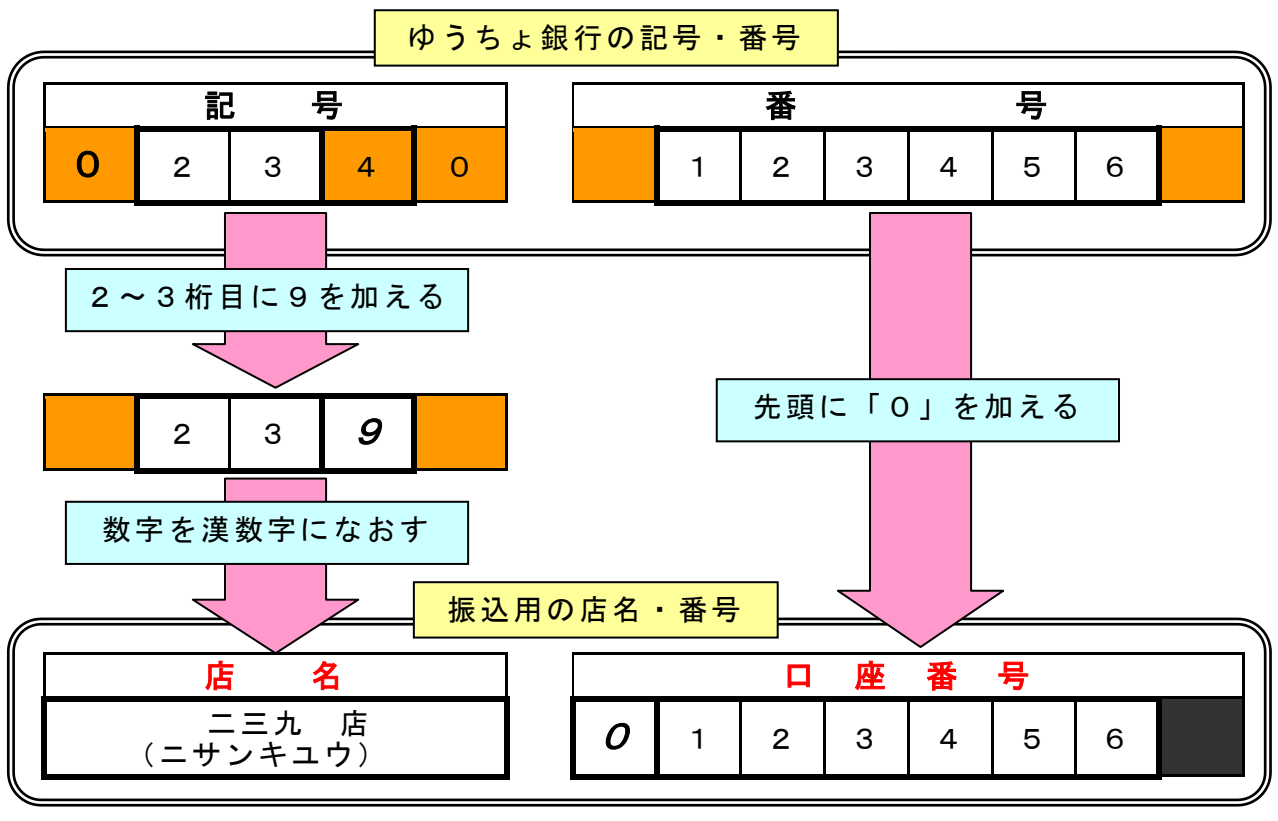 ゆうちょ銀行の記号・番号
記号
番号
０ ２ ３ ４ ０
１ ２ ３ ４ ５ ６
２～３桁目に９を加える
先頭に「０」を加える
２ ３ ９
数字を漢数字になおす
振込用の店名・番号
店名
口座番号
二三九　店
（ニサンキユウ）
０ １ ２ ３ ４ ５ ６